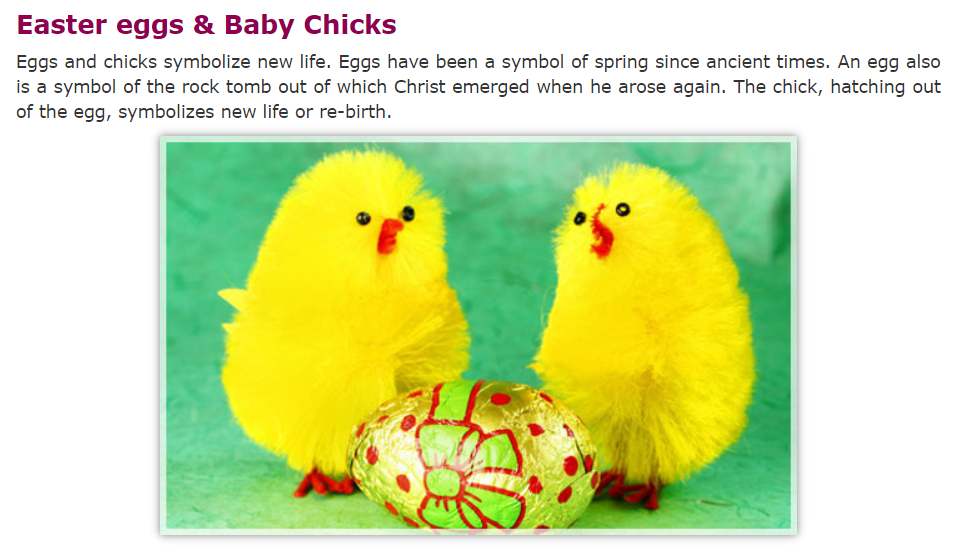 Easter eggs & Baby Chicks
Eggs and chicks symbolize new life. Eggs have been a symbol of spring since ancient times. An egg also
is a symbol of the rock tomb out of which Christ emerged when he arose again. The chick, hatching out
of the egg, symbolizes new life or re-birth.